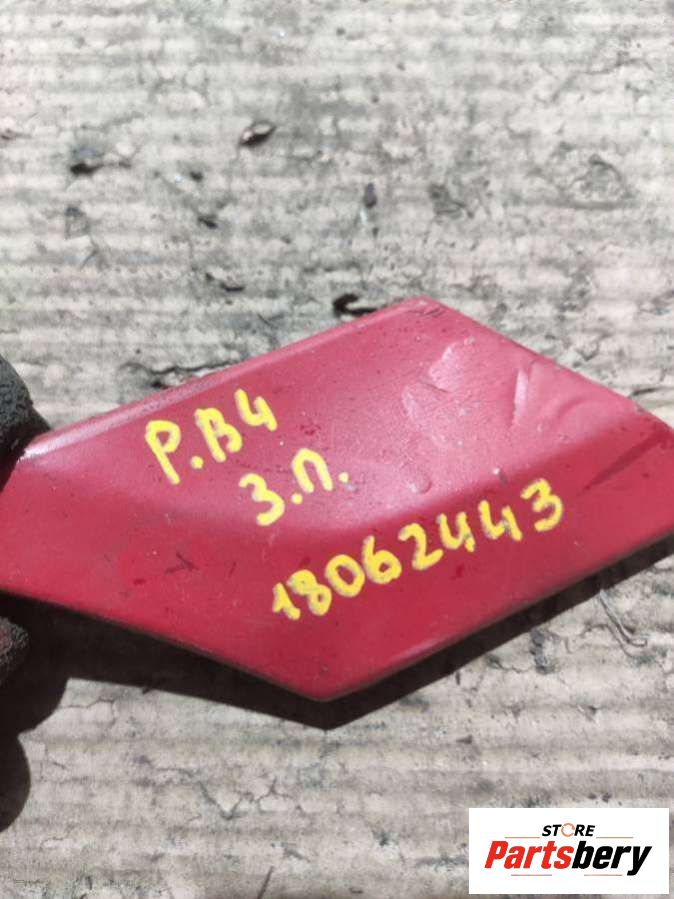 P.B4
З.П.
18062443
STORE
Partsbery